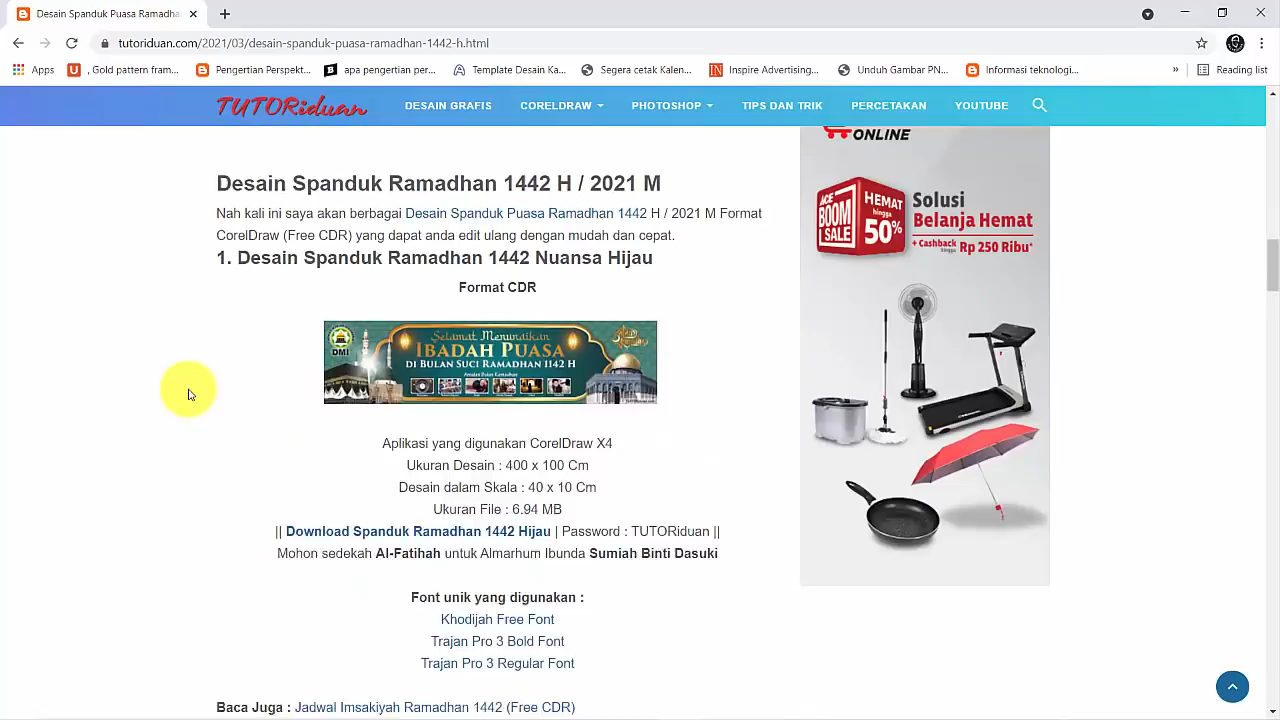 Desain Spanduk Puasa Ramadha
tutoriduan.com/2021/03/desain-spanduk-puasa-ramadhan-1442-h.html
Apps
, Gold pattern fram...
Pengertian Perspekt...
apa pengertian per...
Template Desain Ka...
Segera cetak Kalen...
Inspire Advertising...
Unduh Gambar PN...
Informasi teknologi...
»
Reading list
TUTORiduan
DESAIN GRAFIS
CORELDRAW
PHOTOSHOP
TIPS DAN TRIK
PERCETAKAN
YOUTUBE
Desain Spanduk Ramadhan 1442 H / 2021 M
Nah kali ini saya akan berbagai Desain Spanduk Puasa Ramadhan 1442 H / 2021 M Format
CorelDraw (Free CDR) yang dapat anda edit ulang dengan mudah dan cepat.
1. Desain Spanduk Ramadhan 1442 Nuansa Hijau
Format CDR
DMI
Selamat Menunaikan
IBADAH PUASA
DI BULAN SUCI RAMADHAN 1142 H
Amalan Bulan Ramadhan
Aplikasi yang digunakan CorelDraw X4
Ukuran Desain : 400 x 100 Cm
Desain dalam Skala : 40 x 10 Cm
Ukuran File : 6.94 MB
|| Download Spanduk Ramadhan 1442 Hijau | Password : TUTORiduan ||
Mohon sedekah Al-Fatihah untuk Almarhum Ibunda Sumiah Binti Dasuki
Font unik yang digunakan :
Khodijah Free Font
Trajan Pro 3 Bold Font
Trajan Pro 3 Regular Font
Baca Juga : Jadwal Imsakiyah Ramadhan 1442 (Free CDR)
ONLINE
ACE
BOOM
SALE
HEMAT
hingga
50%
Solusi
Belanja Hemat
+ Cashback hingga Rp 250 Ribu*